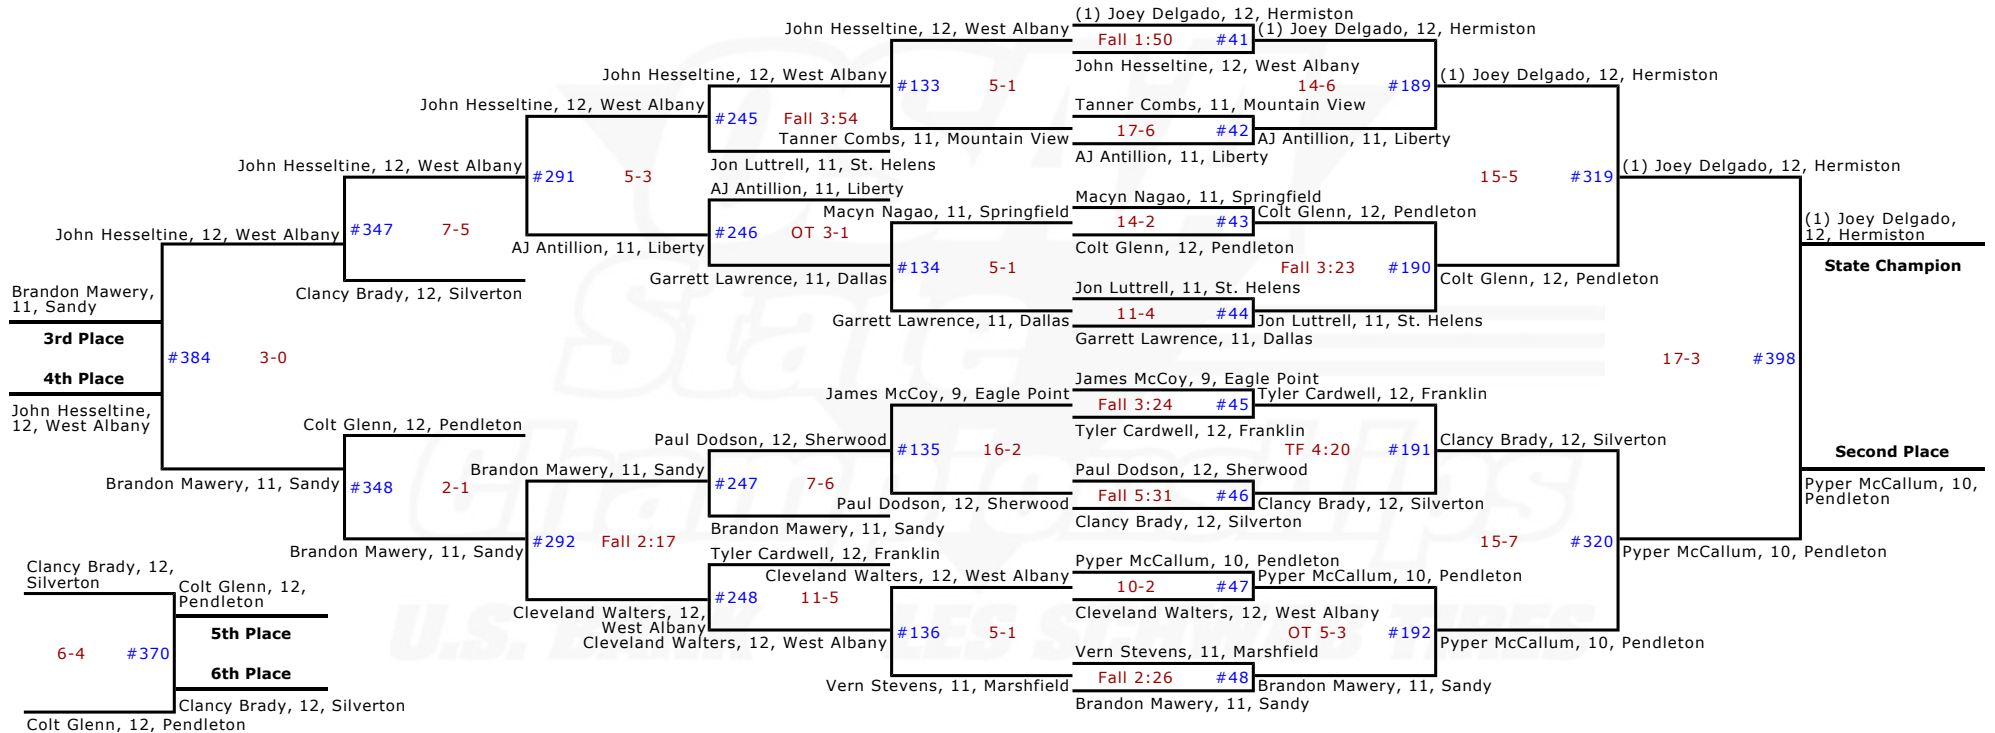 (1) Joey Delgado, 12, Hermiston
John Hesseltine, 12, West Albany
Fall 1:50 #41
(1) Joey Delgado, 12, Hermiston
John Hesseltine, 12, West Albany
John Hesseltine, 12, West Albany
#133 5-1
14-6 #189
(1) Joey Delgado, 12, Hermiston
John Hesseltine, 12, West Albany
Tanner Combs, 11, Mountain View
#245 Fall 3:54
17-6 #42
Tanner Combs, 11, Mountain View
AJ Antillion, 11, Liberty
AJ Antillion, 11, Liberty
John Hesseltine, 12, West Albany
Jon Luttrell, 11, St. Helens
(1) Joey Delgado, 12, Hermiston
#291 5-3
15-5 #319
AJ Antillion, 11, Liberty
Macyn Nagao, 11, Springfield
Macyn Nagao, 11, Springfield
14-2 #43
Colt Glenn, 12, Pendleton
(1) Joey Delgado,
12, Hermiston
John Hesseltine, 12, West Albany
#347 7-5
#246 OT 3-1
AJ Antillion, 11, Liberty
Colt Glenn, 12, Pendleton
State Champion
#134 5-1
Fall 3:23 #190
Garrett Lawrence, 11, Dallas
Colt Glenn, 12, Pendleton
Brandon Mawery,
11, Sandy
Clancy Brady, 12, Silverton
Jon Luttrell, 11, St. Helens
11-4 #44
Garrett Lawrence, 11, Dallas
Jon Luttrell, 11, St. Helens
3rd Place
Garrett Lawrence, 11, Dallas
#384 3-0
17-3 #398
4th Place
James McCoy, 9, Eagle Point
James McCoy, 9, Eagle Point
Fall 3:24 #45
Tyler Cardwell, 12, Franklin
John Hesseltine,
12, West Albany
Colt Glenn, 12, Pendleton
Tyler Cardwell, 12, Franklin
Paul Dodson, 12, Sherwood
#135 16-2
TF 4:20 #191
Clancy Brady, 12, Silverton
Second Place
Brandon Mawery, 11, Sandy
Paul Dodson, 12, Sherwood
Brandon Mawery, 11, Sandy
#348 2-1
#247 7-6
Fall 5:31 #46
Pyper McCallum, 10,
Pendleton
Paul Dodson, 12, Sherwood
Clancy Brady, 12, Silverton
Clancy Brady, 12, Silverton
Brandon Mawery, 11, Sandy
#292 Fall 2:17
15-7 #320
Brandon Mawery, 11, Sandy
Tyler Cardwell, 12, Franklin
Pyper McCallum, 10, Pendleton
Pyper McCallum, 10, Pendleton
Clancy Brady, 12,
Silverton
Cleveland Walters, 12, West Albany
10-2 #47
Pyper McCallum, 10, Pendleton
Colt Glenn, 12,
Pendleton
#248 11-5
Cleveland Walters, 12,
West Albany
Cleveland Walters, 12, West Albany
5th Place
#136 5-1
OT 5-3 #192
Cleveland Walters, 12, West Albany
Pyper McCallum, 10, Pendleton
6-4 #370
Vern Stevens, 11, Marshfield
6th Place
Fall 2:26 #48
Vern Stevens, 11, Marshfield
Brandon Mawery, 11, Sandy
Clancy Brady, 12, Silverton
Brandon Mawery, 11, Sandy
Colt Glenn, 12, Pendleton
OSAA
State
Championships
U.S. BANK LES SCHWAB TIRES